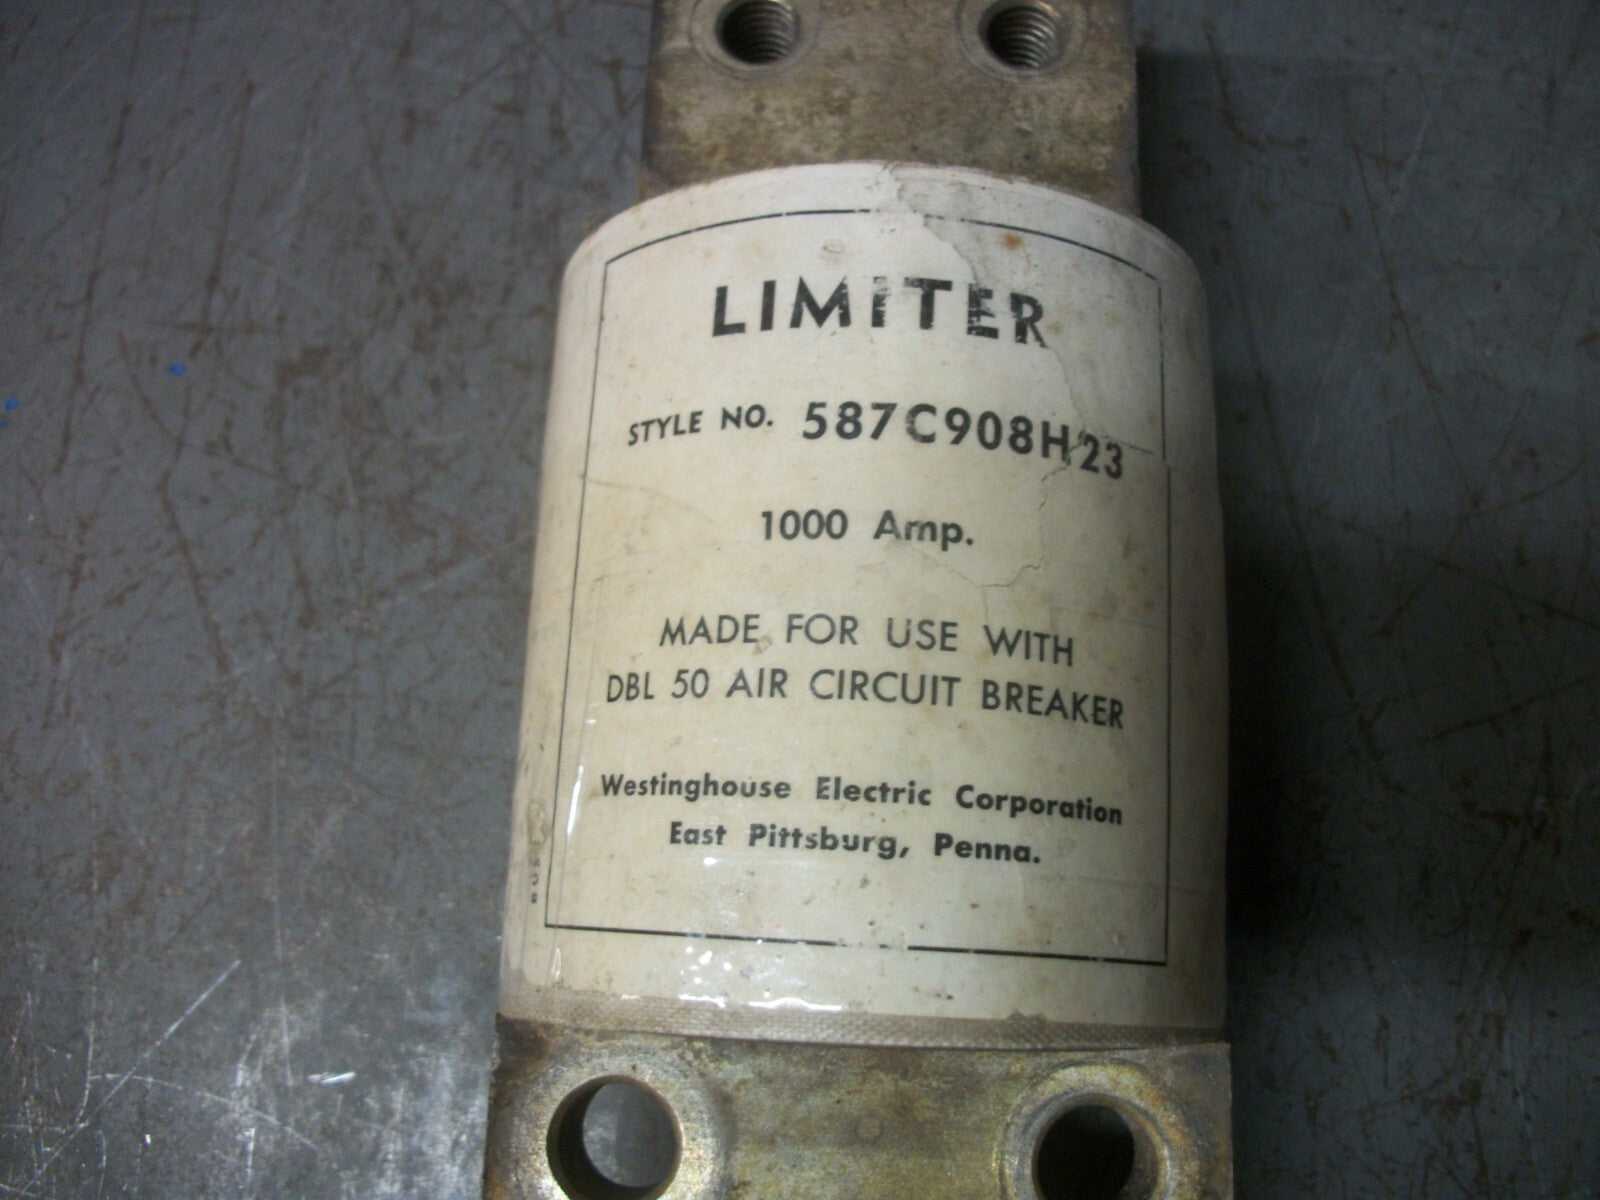 LIMITER
STYLE NO. 587C908H23
1000 Amp.
MADE FOR USE WITH
DBL 50 AIR CIRCUIT BREAKER
Westinghouse Electric Corporation
East Pittsburg, Penna.